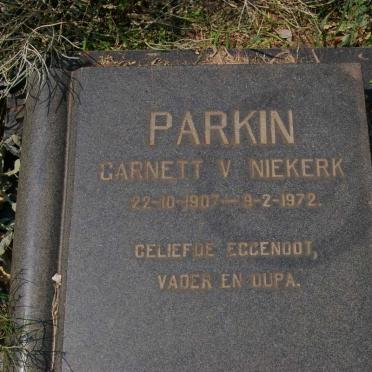 PARKIN
GARNETT V NIEKERK
22-10-1907—9-2-1972.
GELIEFDE EGGENOOT,
VADER EN OUPA.